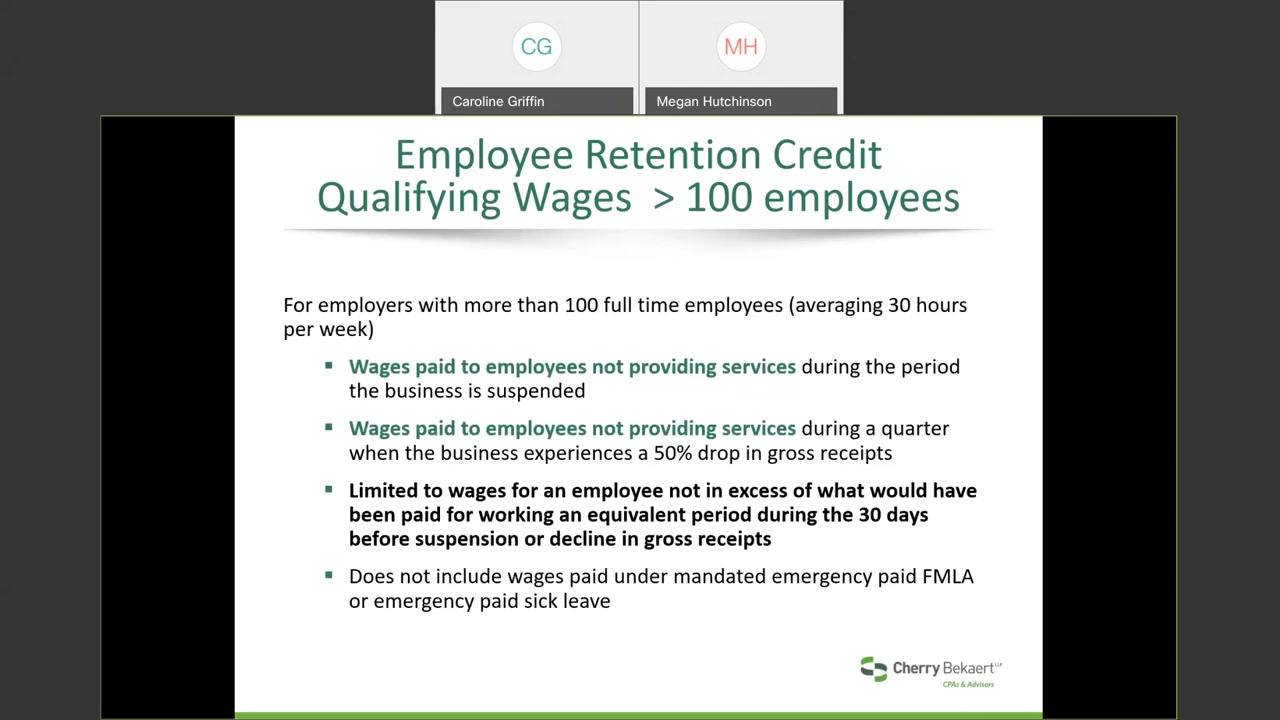 CG
MH
Caroline Griffin
Megan Hutchinson
Employee Retention Credit
Qualifying Wages > 100 employees
For employers with more than 100 full time employees (averaging 30 hours
per week)
Wages paid to employees not providing services during the period
the business is suspended
Wages paid to employees not providing services during a quarter
when the business experiences a 50% drop in gross receipts
Limited to wages for an employee not in excess of what would have
been paid for working an equivalent period during the 30 days
before suspension or decline in gross receipts
Does not include wages paid under mandated emergency paid FMLA
or emergency paid sick leave
Cherry Bekaert LLP
CPAs & Advisors